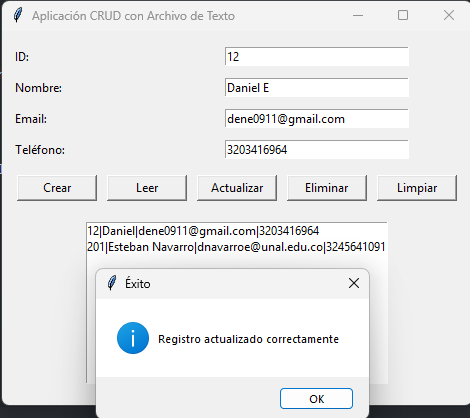 Aplicación CRUD con Archivo de Texto
ID: 12
Nombre: Daniel E
Email: dene0911@gmail.com
Teléfono: 3203416964
Crear Leer Actualizar Eliminar Limpiar
12|Daniel|dene0911@gmail.com|3203416964
201|Esteban Navarro|dnavarroe@unal.edu.co|3245641091
Éxito
Registro actualizado correctamente
OK